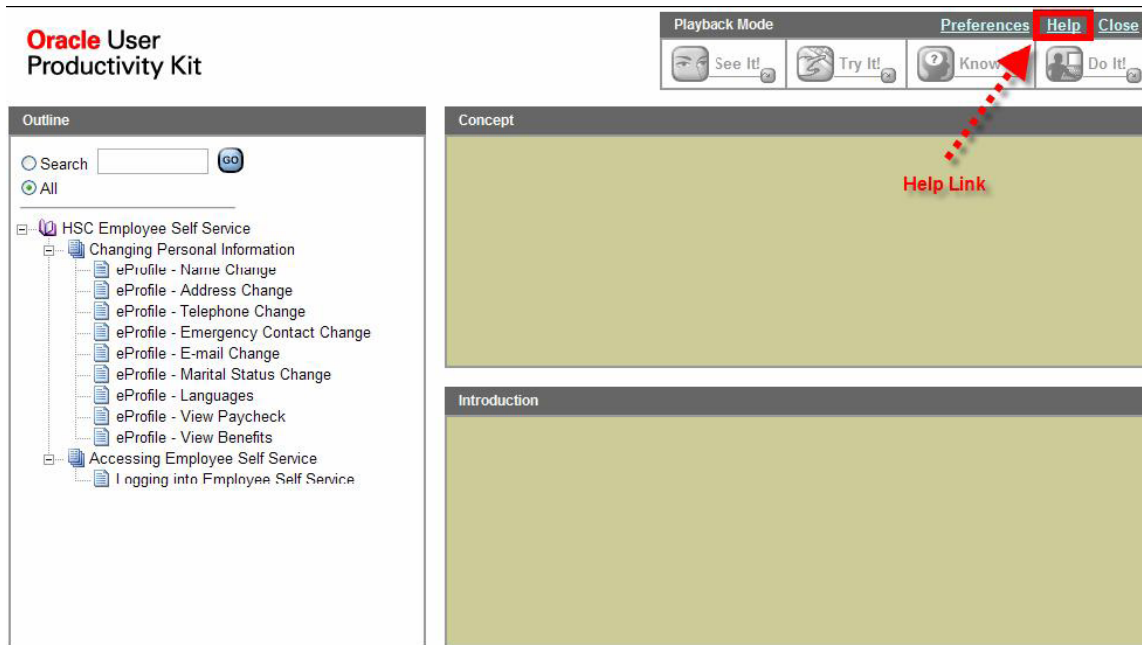 Oracle User
Productivity Kit
Playback Mode
Preferences Help Close
See It!
Try It!
Know
Do It!
Help Link
Outline
Search GO
All
HSC Employee Self Service
Changing Personal Information
eProfile - Name Change
eProfile - Address Change
eProfile - Telephone Change
eProfile - Emergency Contact Change
eProfile - E-mail Change
eProfile - Marital Status Change
eProfile - Languages
eProfile - View Paycheck
eProfile - View Benefits
Accessing Employee Self Service
Logging into Employee Self Service
Concept
Introduction